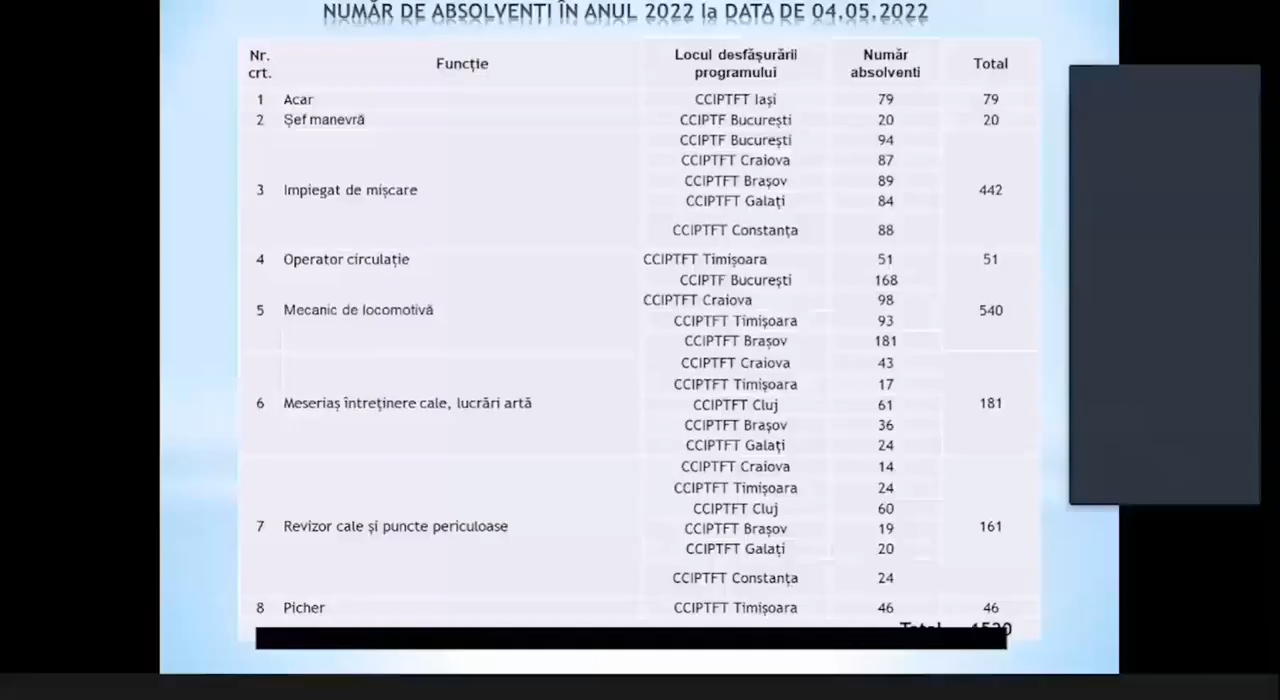 NUMĂR DE ABSOLVENTI ÎN ANUL 2022 la DATA DE 04.05.2022
Nr. crt. Funcție Locul desfășurării programului Număr absolventi Total
1 Acar CCIPTFT Iași 79 79
2 Șef manevră CCIPTF București 20 20
3 Impiegat de mișcare CCIPTF București 94 442
CCIPTFT Craiova 87
CCIPTFT Brașov 89
CCIPTFT Galați 84
CCIPTFT Constanța 88
4 Operator circulație CCIPTFT Timișoara 51 51
5 Mecanic de locomotivă CCIPTF București 168 540
CCIPTFT Craiova 98
CCIPTFT Timișoara 93
CCIPTFT Brașov 181
6 Meseriaș întreținere cale, lucrări artă CCIPTFT Craiova 43 181
CCIPTFT Timișoara 17
CCIPTFT Cluj 61
CCIPTFT Brașov 36
CCIPTFT Galați 24
7 Revizor cale și puncte periculoase CCIPTFT Craiova 14 161
CCIPTFT Timișoara 24
CCIPTFT Cluj 60
CCIPTFT Brașov 19
CCIPTFT Galați 20
CCIPTFT Constanța 24
8 Picher CCIPTFT Timișoara 46 46
Total